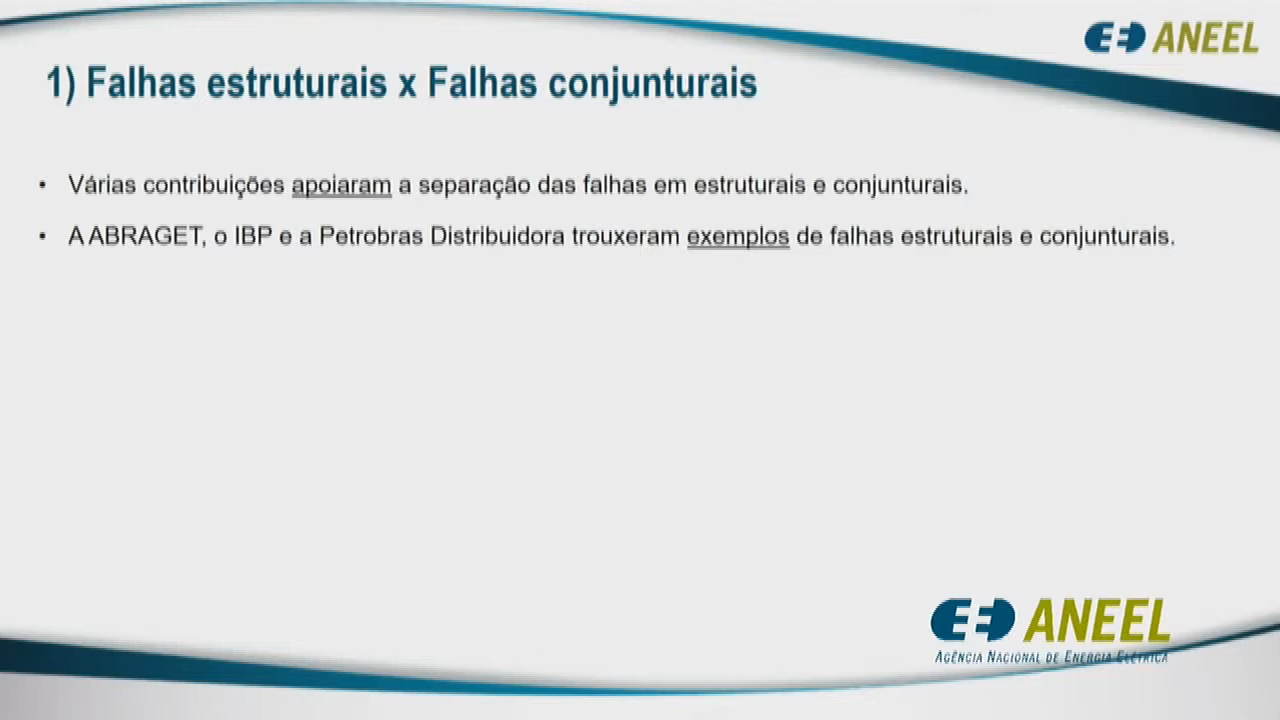 ANEEL
1) Falhas estruturais x Falhas conjunturais
• Várias contribuições apoiaram a separação das falhas em estruturais e conjunturais.
• A ABRAGET, o IBP e a Petrobras Distribuidora trouxeram exemplos de falhas estruturais e conjunturais.
ANEEL
AGÊNCIA NACIONAL DE ENERGIA ELÉTRICA